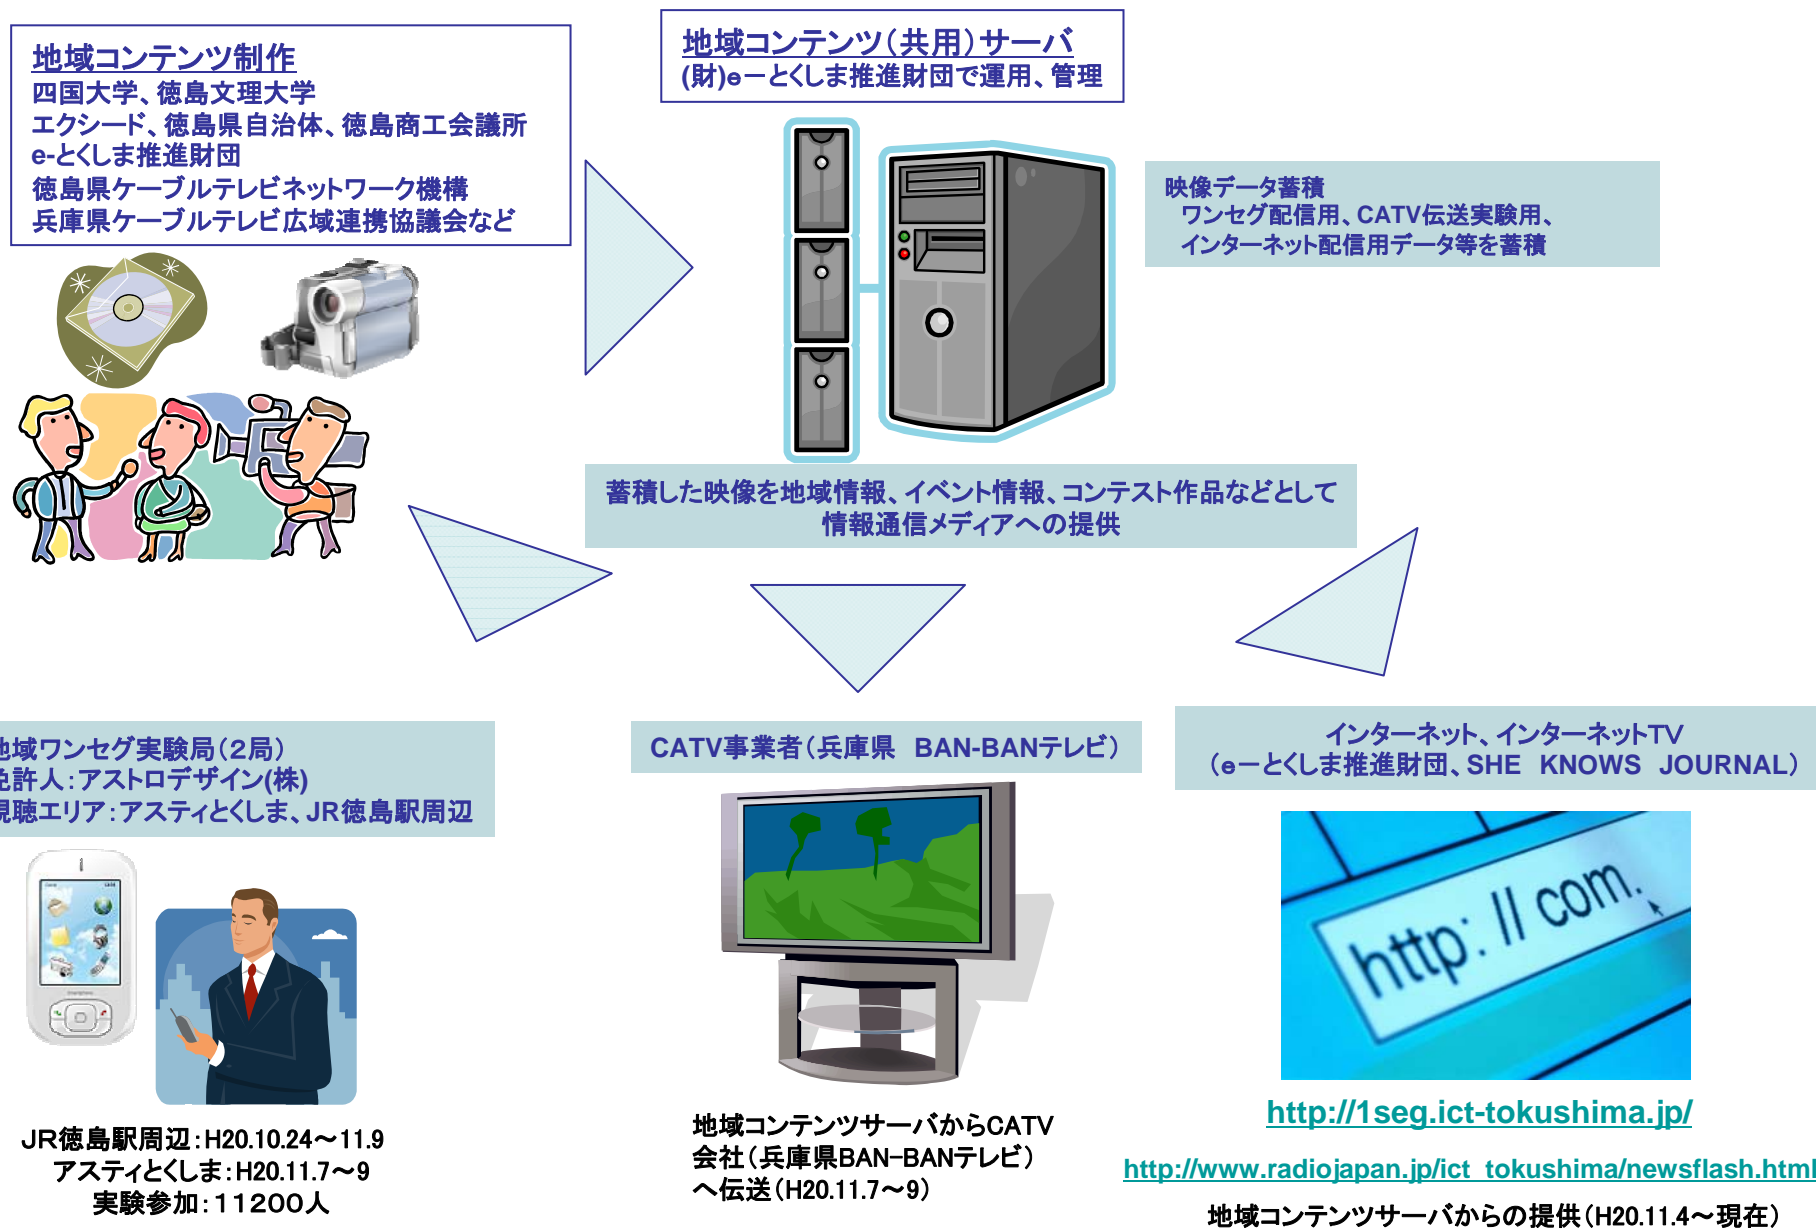 地域コンテンツ制作
四国大学、徳島文理大学
エクシード、徳島県自治体、徳島商工会議所
e-とくしま推進財団
徳島県ケーブルテレビネットワーク機構
兵庫県ケーブルテレビ広域連携協議会など
地域コンテンツ(共用)サーバ
(財)eーとくしま推進財団で運用、管理
映像データ蓄積
ワンセグ配信用、CATV伝送実験用、
インターネット配信用データ等を蓄積
蓄積した映像を地域情報、イベント情報、コンテスト作品などとして
情報通信メディアへの提供
地域ワンセグ実験局(2局)
免許人:アストロデザイン(株)
視聴エリア:アスティとくしま、JR徳島駅周辺
JR徳島駅周辺:H20.10.24~11.9
アスティとくしま:H20.11.7~9
実験参加:11200人
CATV事業者(兵庫県 BAN-BANテレビ)
地域コンテンツサーバからCATV
会社(兵庫県BAN-BANテレビ)
へ伝送(H20.11.7~9)
インターネット、インターネットTV
(eーとくしま推進財団、SHE KNOWS JOURNAL)
http: // com.
http://1seg.ict-tokushima.jp/
http://www.radiojapan.jp/ict_tokushima/newsflash.html
地域コンテンツサーバからの提供(H20.11.4~現在)